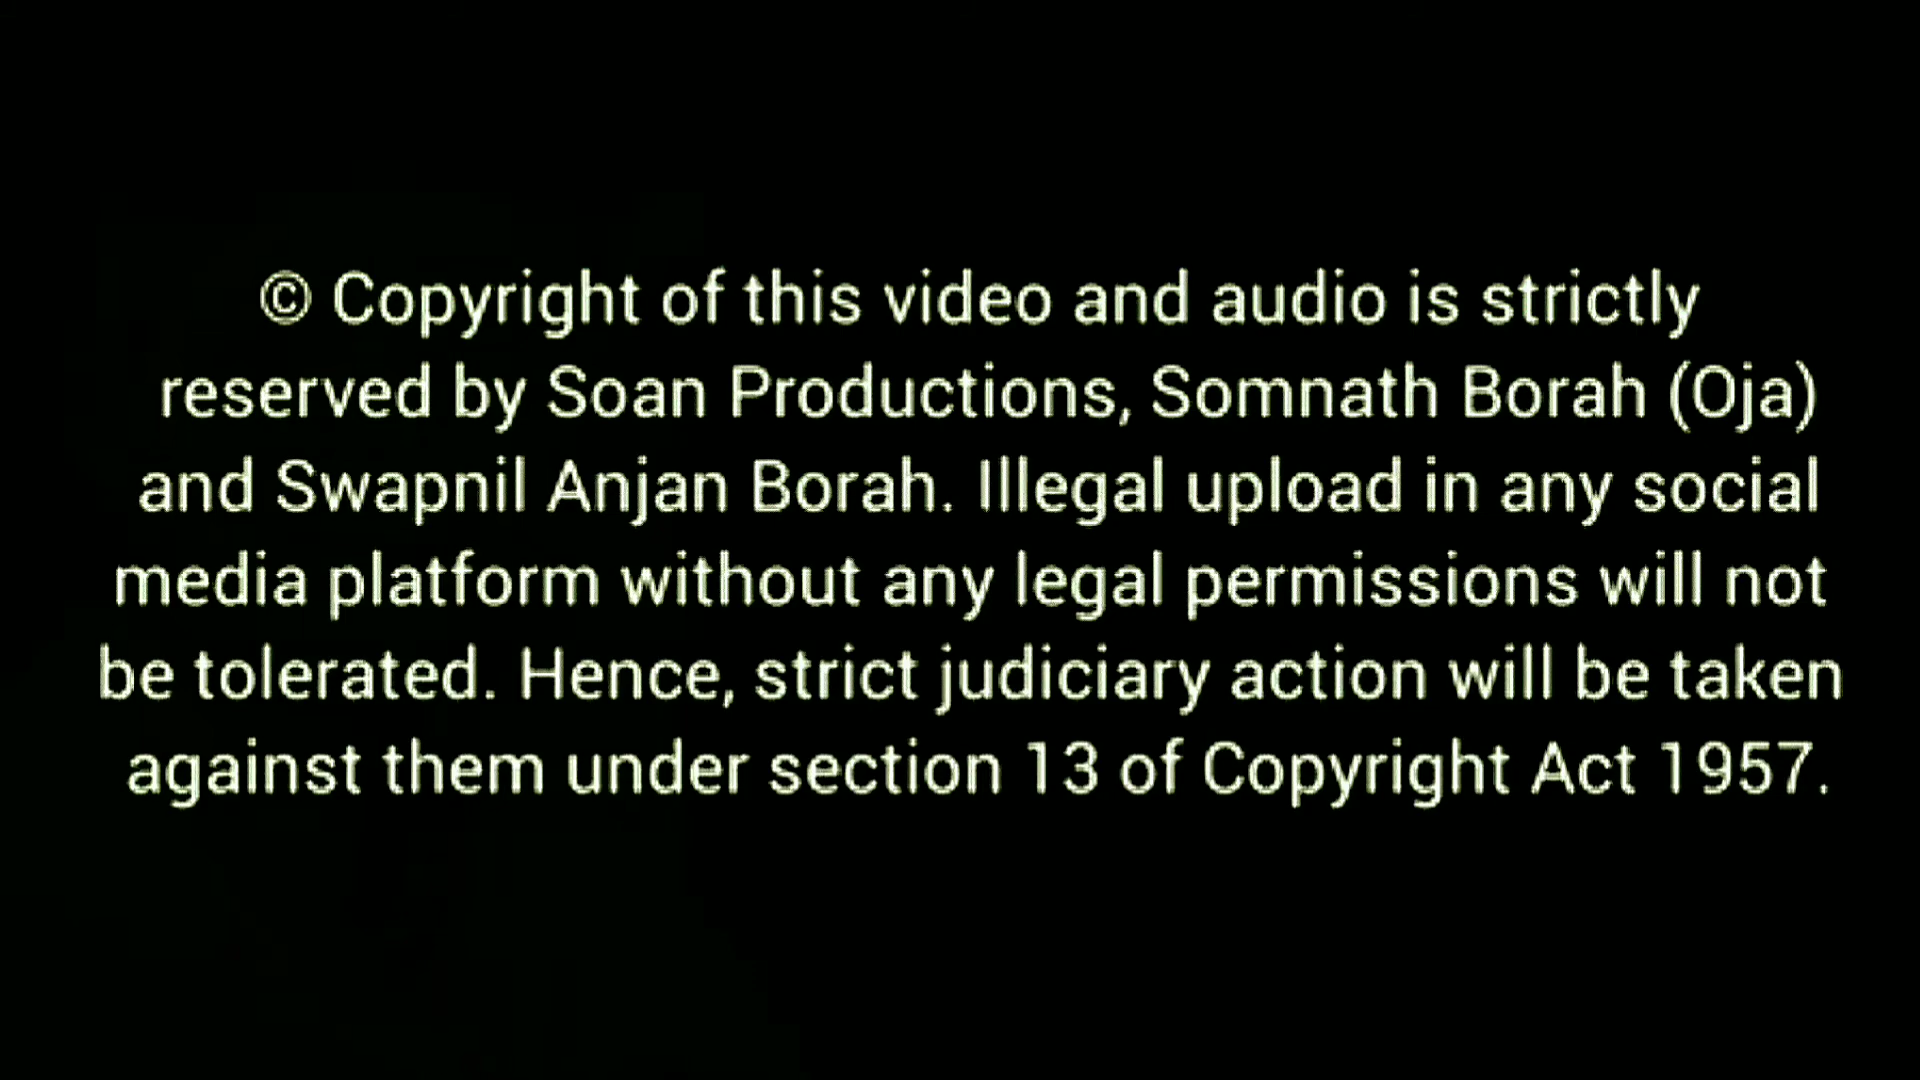 © Copyright of this video and audio is strictly
reserved by Soan Productions, Somnath Borah (Oja)
and Swapnil Anjan Borah. Illegal upload in any social
media platform without any legal permissions will not
be tolerated. Hence, strict judiciary action will be taken
against them under section 13 of Copyright Act 1957.